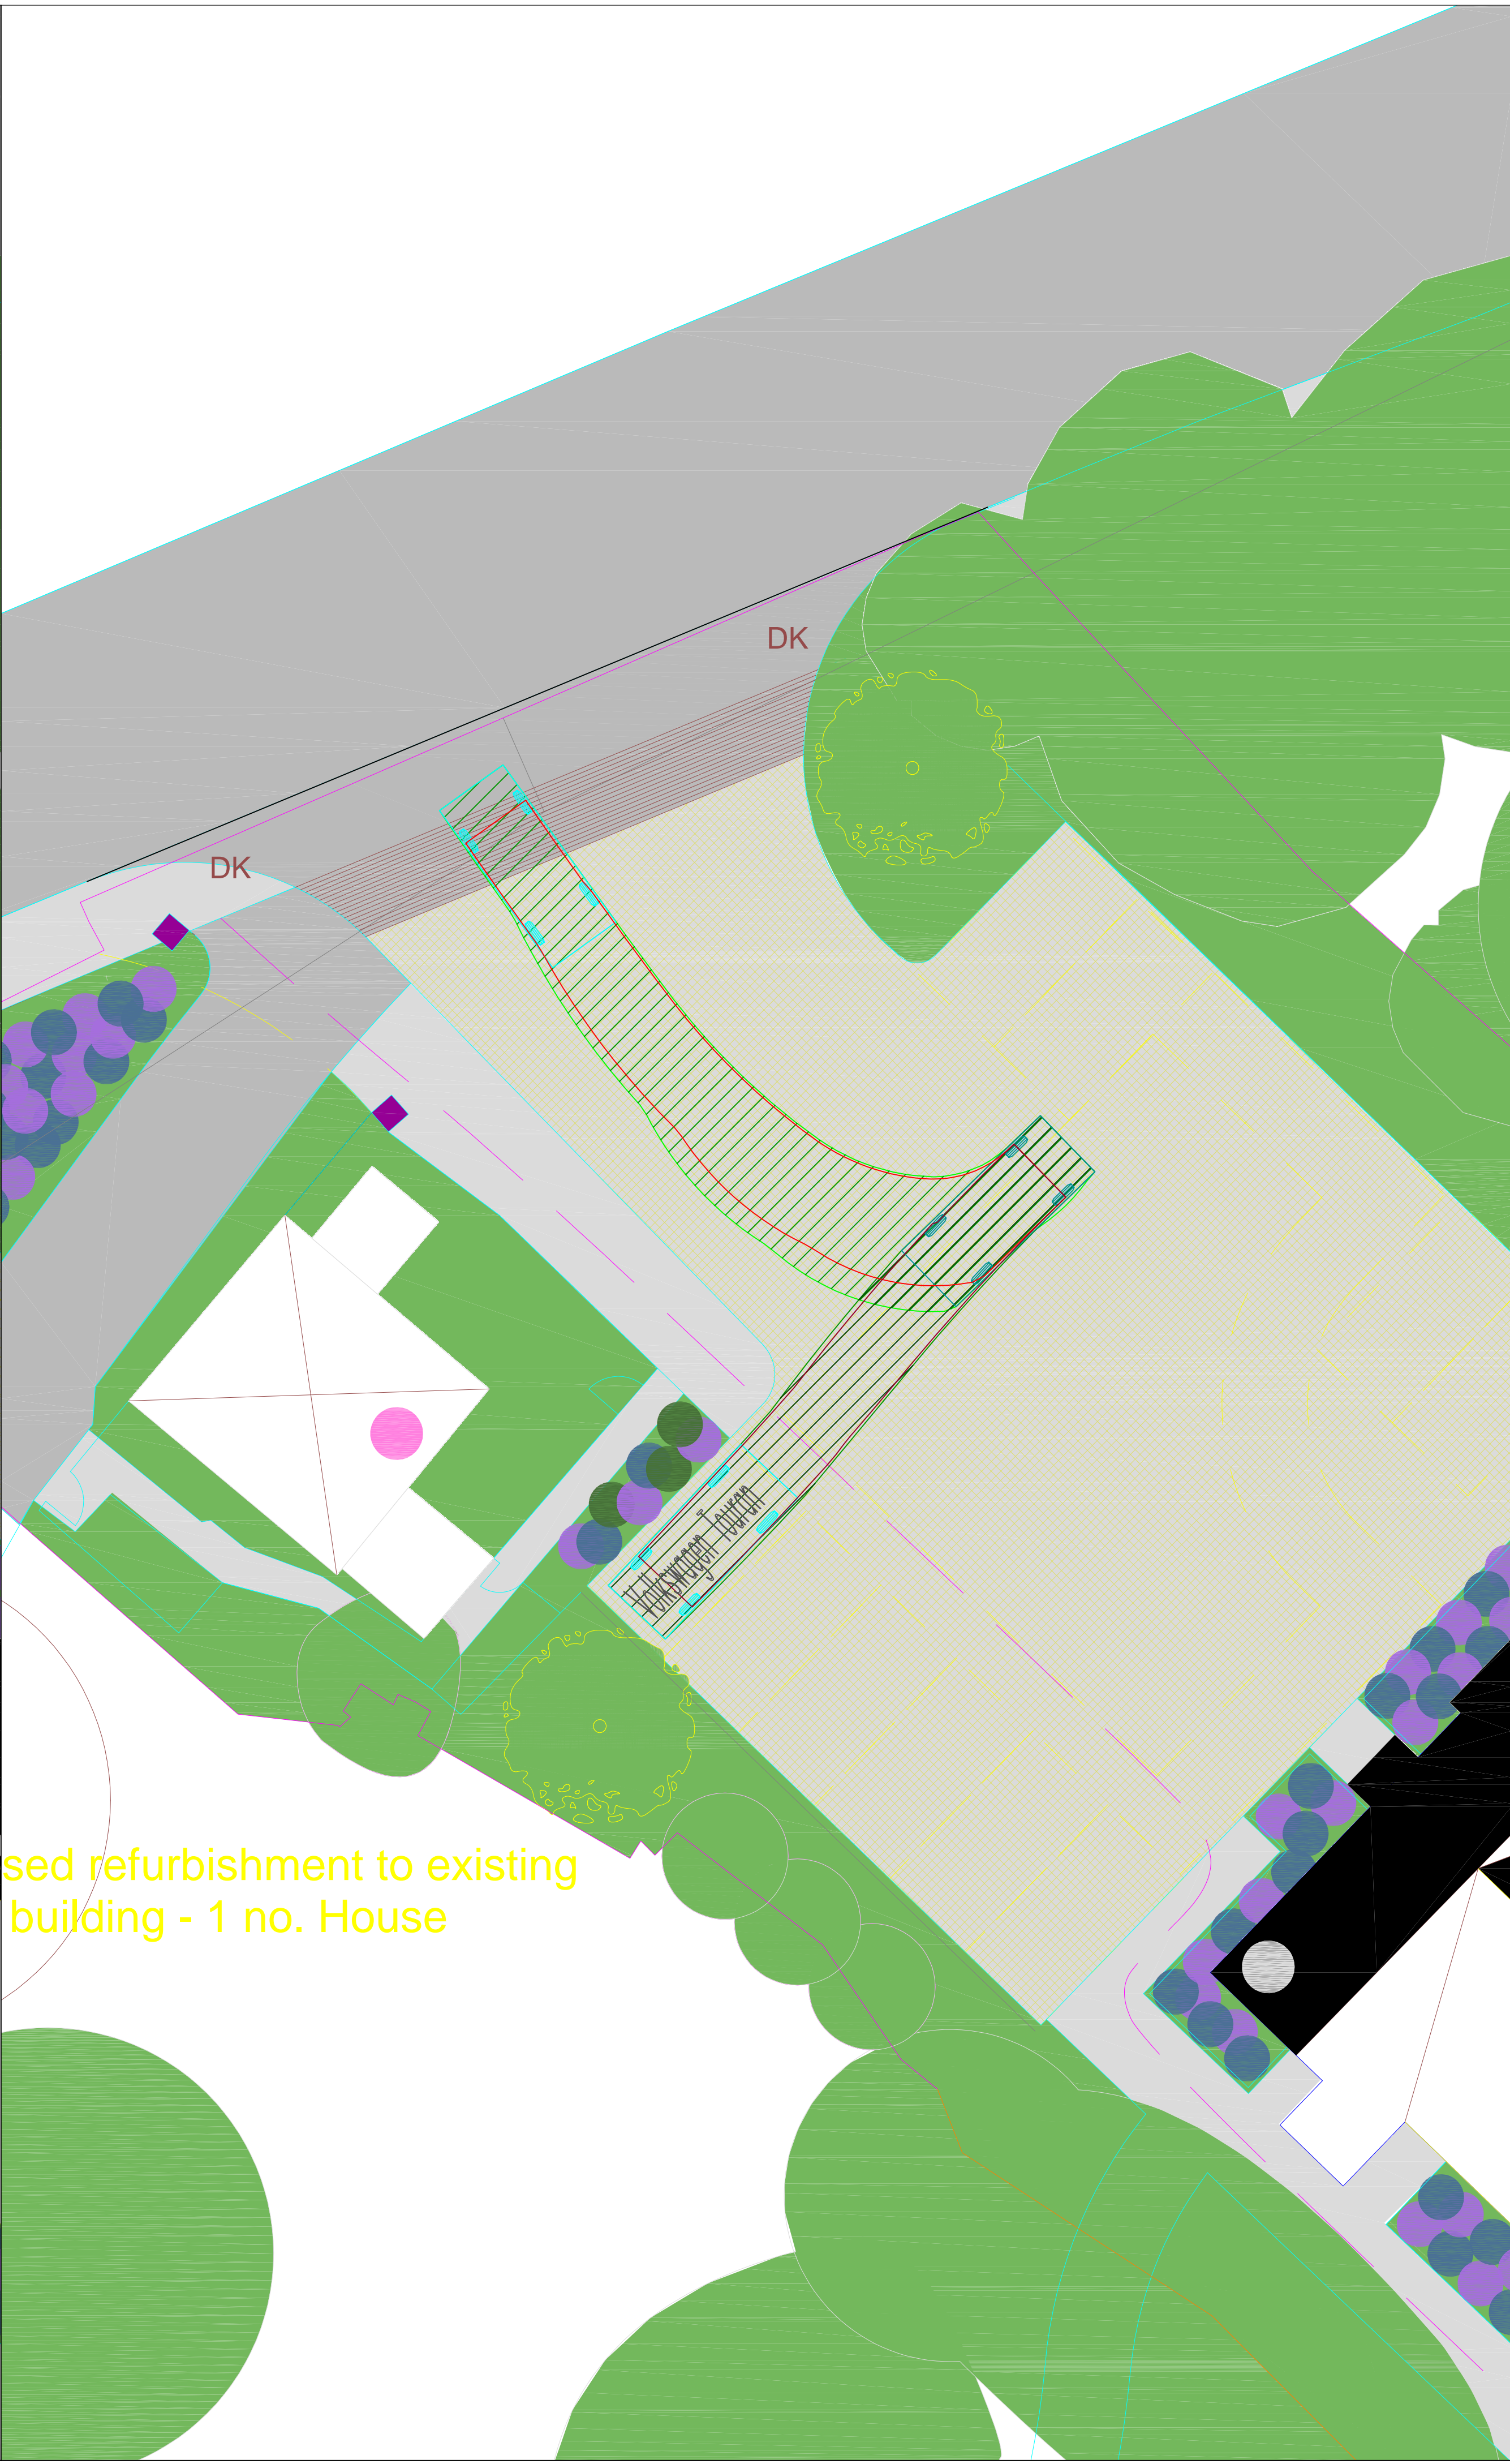 DK
DK
Volkswagen Touran
sed refurbishment to existing
building - 1 no. House